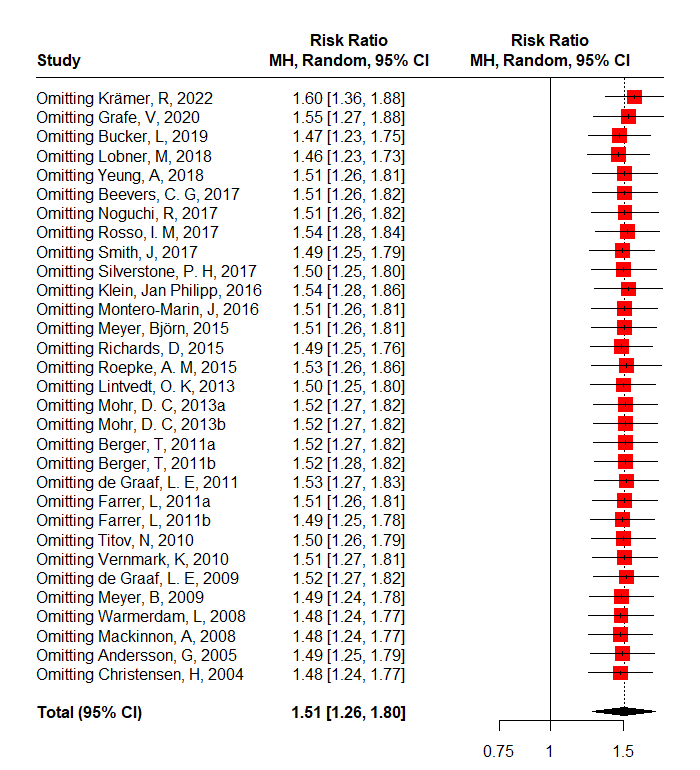 Risk Ratio Risk Ratio
Study MH, Random, 95% CI MH, Random, 95% CI
Omitting Krämer, R, 2022 1.60 [1.36, 1.88]
Omitting Grafe, V, 2020 1.55 [1.27, 1.88]
Omitting Bucker, L, 2019 1.47 [1.23, 1.75]
Omitting Lobner, M, 2018 1.46 [1.23, 1.73]
Omitting Yeung, A, 2018 1.51 [1.26, 1.81]
Omitting Beevers, C. G, 2017 1.51 [1.26, 1.82]
Omitting Noguchi, R, 2017 1.51 [1.26, 1.82]
Omitting Rosso, I. M, 2017 1.54 [1.28, 1.84]
Omitting Smith, J, 2017 1.49 [1.25, 1.79]
Omitting Silverstone, P. H, 2017 1.50 [1.25, 1.80]
Omitting Klein, Jan Philipp, 2016 1.54 [1.28, 1.86]
Omitting Montero-Marin, J, 2016 1.51 [1.26, 1.81]
Omitting Meyer, Björn, 2015 1.51 [1.26, 1.81]
Omitting Richards, D, 2015 1.49 [1.25, 1.76]
Omitting Roepke, A. M, 2015 1.53 [1.26, 1.86]
Omitting Lintvedt, O. K, 2013 1.50 [1.25, 1.80]
Omitting Mohr, D. C, 2013a 1.52 [1.27, 1.82]
Omitting Mohr, D. C, 2013b 1.52 [1.27, 1.82]
Omitting Berger, T, 2011a 1.52 [1.27, 1.82]
Omitting Berger, T, 2011b 1.52 [1.28, 1.82]
Omitting de Graaf, L. E, 2011 1.53 [1.27, 1.83]
Omitting Farrer, L, 2011a 1.51 [1.26, 1.81]
Omitting Farrer, L, 2011b 1.49 [1.25, 1.78]
Omitting Titov, N, 2010 1.50 [1.26, 1.79]
Omitting Vernmark, K, 2010 1.51 [1.27, 1.81]
Omitting de Graaf, L. E, 2009 1.52 [1.27, 1.82]
Omitting Meyer, B, 2009 1.49 [1.24, 1.78]
Omitting Warmerdam, L, 2008 1.48 [1.24, 1.77]
Omitting Mackinnon, A, 2008 1.48 [1.24, 1.77]
Omitting Andersson, G, 2005 1.49 [1.25, 1.79]
Omitting Christensen, H, 2004 1.48 [1.24, 1.77]
Total (95% CI) 1.51 [1.26, 1.80]
0.75 1 1.5